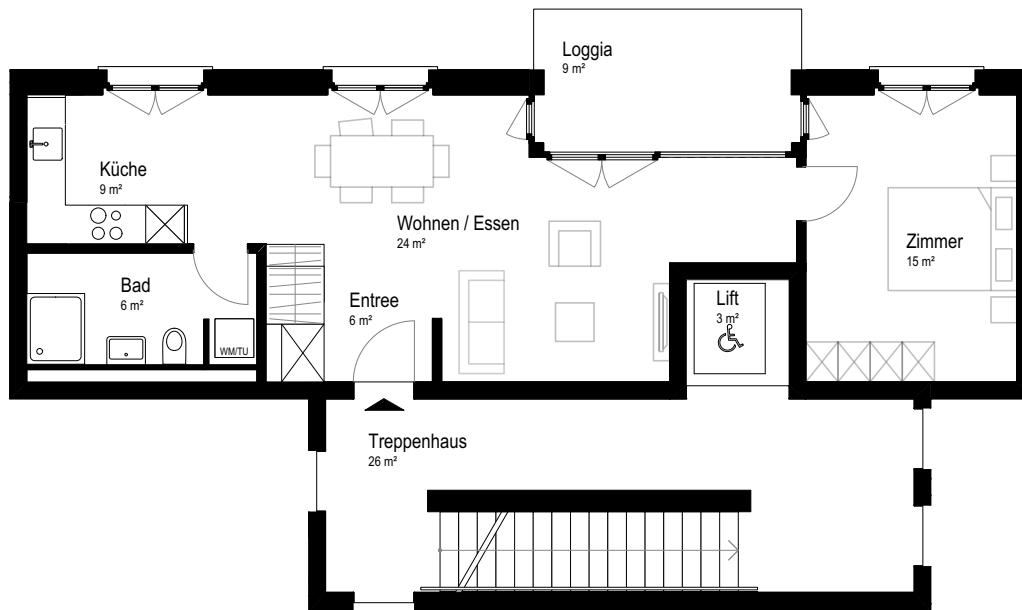 Loggia
9 m²
Küche
9 m²
Wohnen / Essen
24 m²
Zimmer
15 m²
Bad
6 m²
Entree
6 m²
Lift
3 m²
WM/TU
Treppenhaus
26 m²